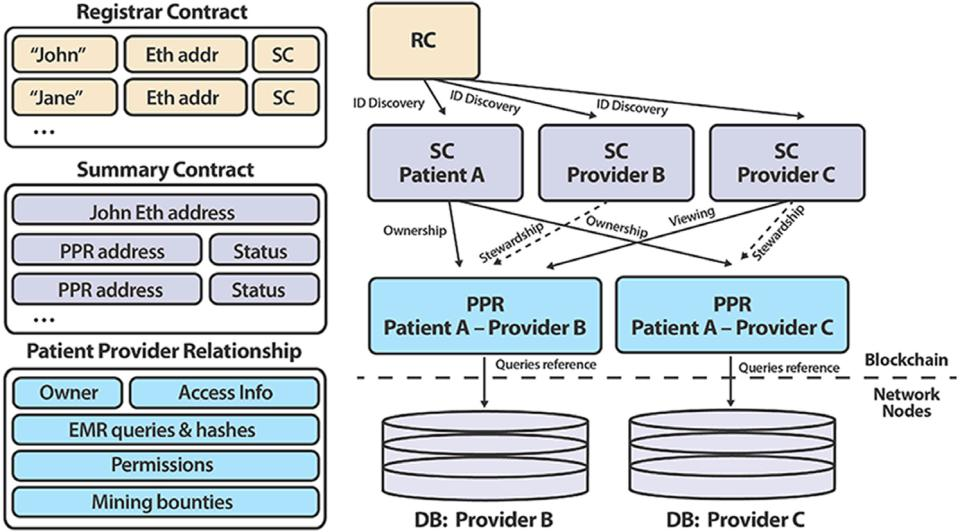 Registrar Contract
“John” Eth addr SC
“Jane” Eth addr SC
...
Summary Contract
John Eth address
PPR address Status
PPR address Status
...
Patient Provider Relationship
Owner Access Info
EMR queries & hashes
Permissions
Mining bounties
RC
ID Discovery ID Discovery ID Discovery
SC
Patient A
SC
Provider B
SC
Provider C
Ownership
Stewardship
Ownership
Viewing
Stewardship
PPR
Patient A – Provider B
PPR
Patient A – Provider C
Queries reference
Queries reference
Blockchain
Network
Nodes
DB: Provider B
DB: Provider C